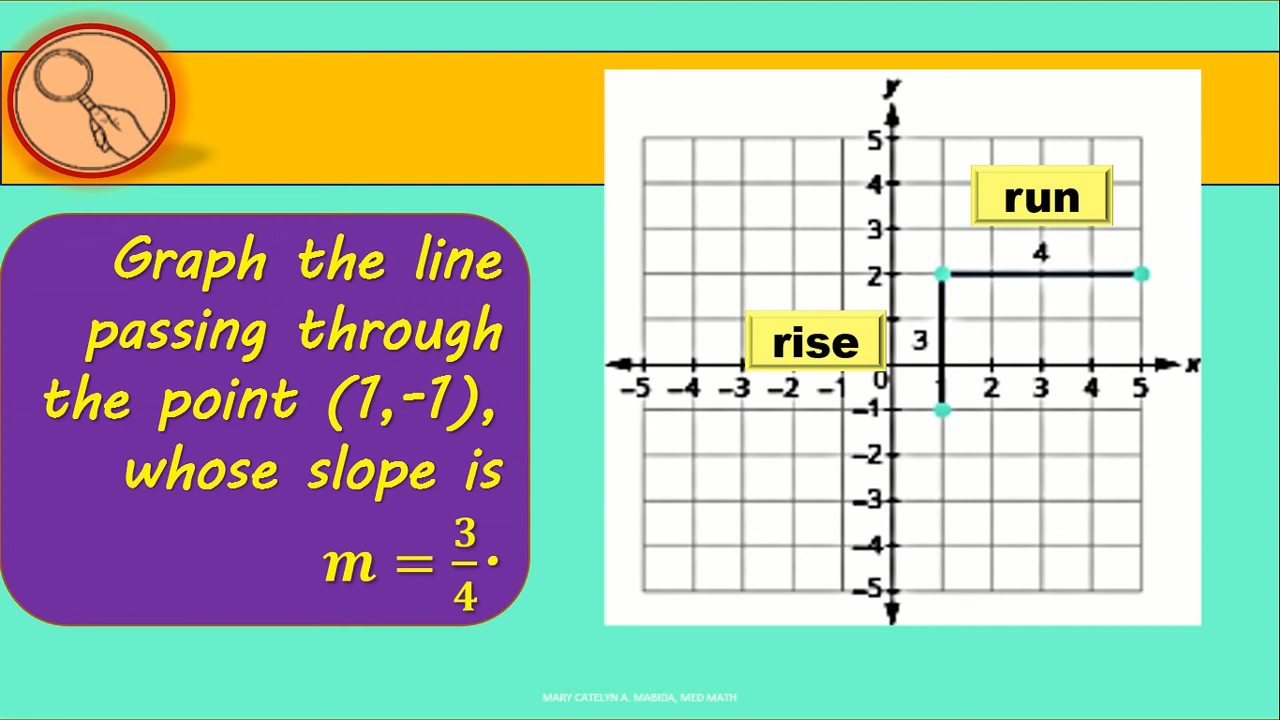 Graph the line
passing through
the point (1,-1),
whose slope is
m = 3/4.
y
5
4
3
2
0
-1
-2
-3
-4
-5
-5 -4 -3 -2 -1 1 2 3 4 5 x
run
4
rise
3
MARY CATELYN A. MABIDA, MED MATH